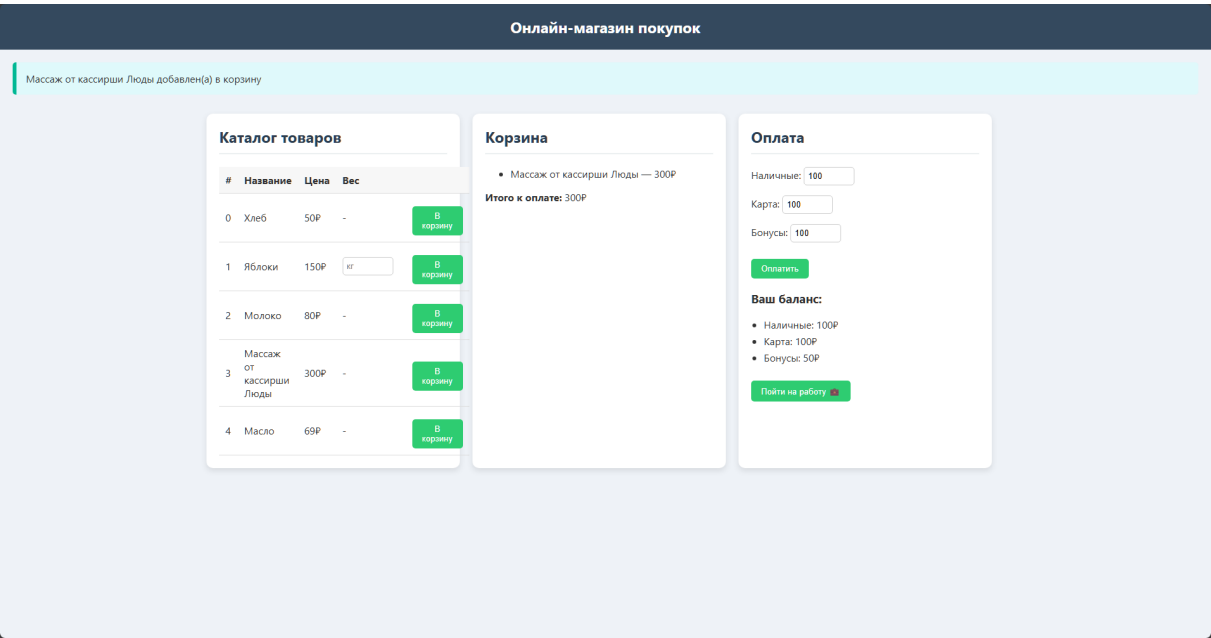 Онлайн-магазин покупок
Массаж от кассирши Люды добавлен(а) в корзину
Каталог товаров
# Название Цена Вес
0 Хлеб 50₽ - В корзину
1 Яблоки 150₽ кг В корзину
2 Молоко 80₽ - В корзину
3 Массаж от кассирши Люды 300₽ - В корзину
4 Масло 69₽ - В корзину
Корзина
Массаж от кассирши Люды — 300₽
Итого к оплате: 300₽
Оплата
Наличные: 100
Карта: 100
Бонусы: 100
Оплатить
Ваш баланс:
Наличные: 100₽
Карта: 100₽
Бонусы: 50₽
Пойти на работу